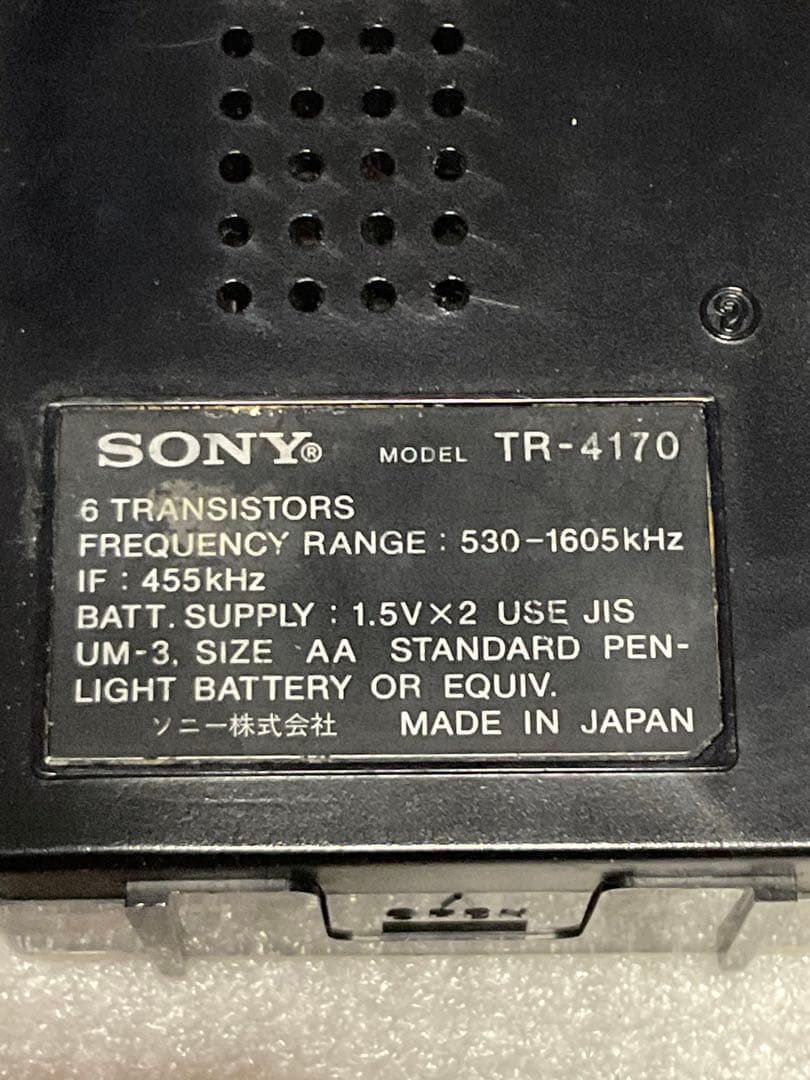 SONY® MODEL TR-4170
6 TRANSISTORS
FREQUENCY RANGE : 530-1605kHz
IF : 455kHz
BATT. SUPPLY : 1.5V×2 USE JIS
UM-3, SIZE AA STANDARD PEN-
LIGHT BATTERY OR EQUIV.
ソニー株式会社 MADE IN JAPAN